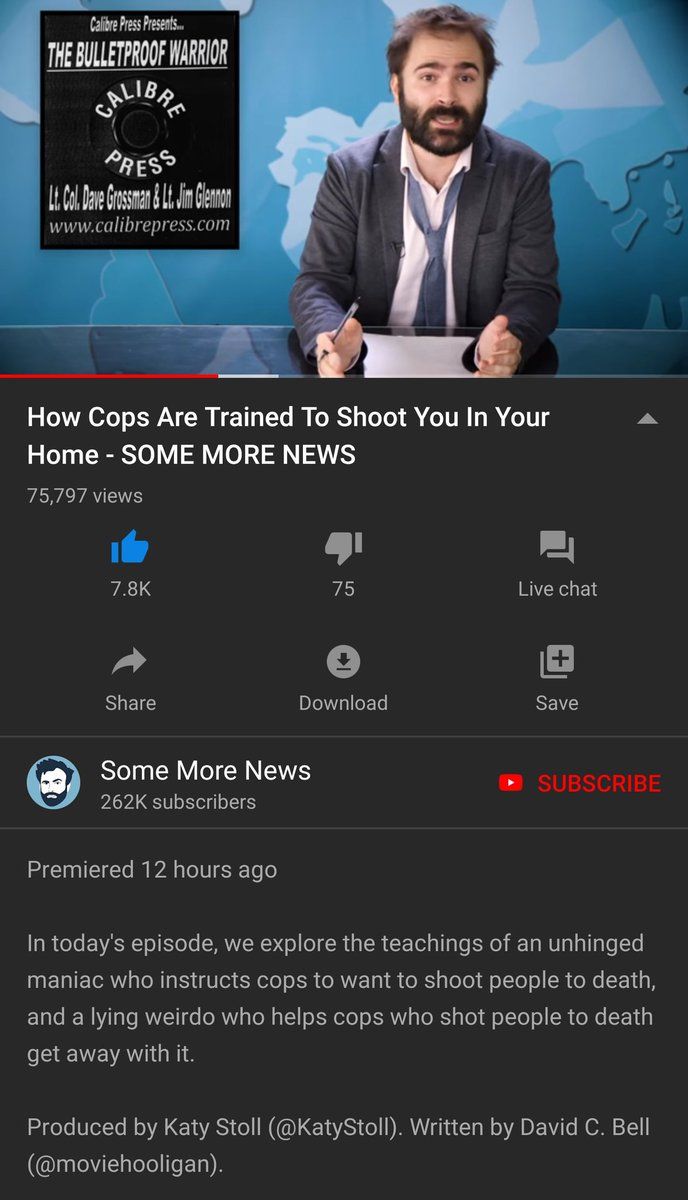 Calibre Press Presents...
THE BULLETPROOF WARRIOR
CALIBRE
PRESS
Lt. Col. Dave Grossman & Lt. Jim Glennon
www.calibrepress.com
How Cops Are Trained To Shoot You In Your
Home - SOME MORE NEWS
75,797 views
7.8K
75
Live chat
Share
Download
Save
Some More News
262K subscribers
SUBSCRIBE
Premiered 12 hours ago
In today's episode, we explore the teachings of an unhinged
maniac who instructs cops to want to shoot people to death,
and a lying weirdo who helps cops who shot people to death
get away with it.
Produced by Katy Stoll (@KatyStoll). Written by David C. Bell
(@moviehooligan).